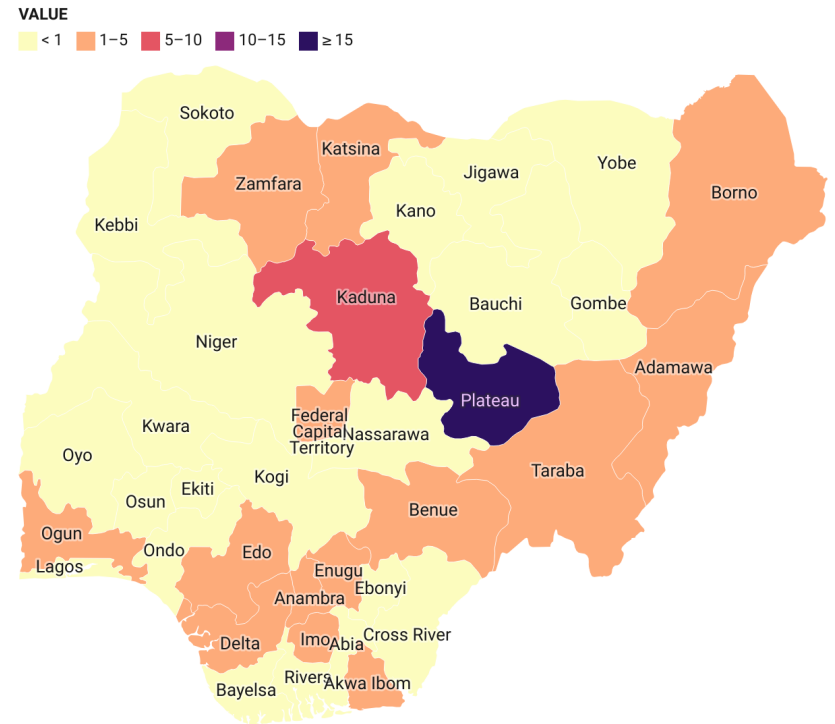 VALUE
< 1 1–5 5–10 10–15 ≥ 15
Sokoto
Katsina
Zamfara
Jigawa
Yobe
Borno
Kano
Kebbi
Kaduna
Bauchi
Gombe
Niger
Adamawa
Plateau
Federal
Capital
Territory
Nassarawa
Kwara
Oyo
Kogi
Taraba
Ekiti
Osun
Benue
Ogun
Ondo
Edo
Lagos
Enugu
Ebonyi
Anambra
Delta
Imo
Abia
Cross River
Rivers
Akwa Ibom
Bayelsa